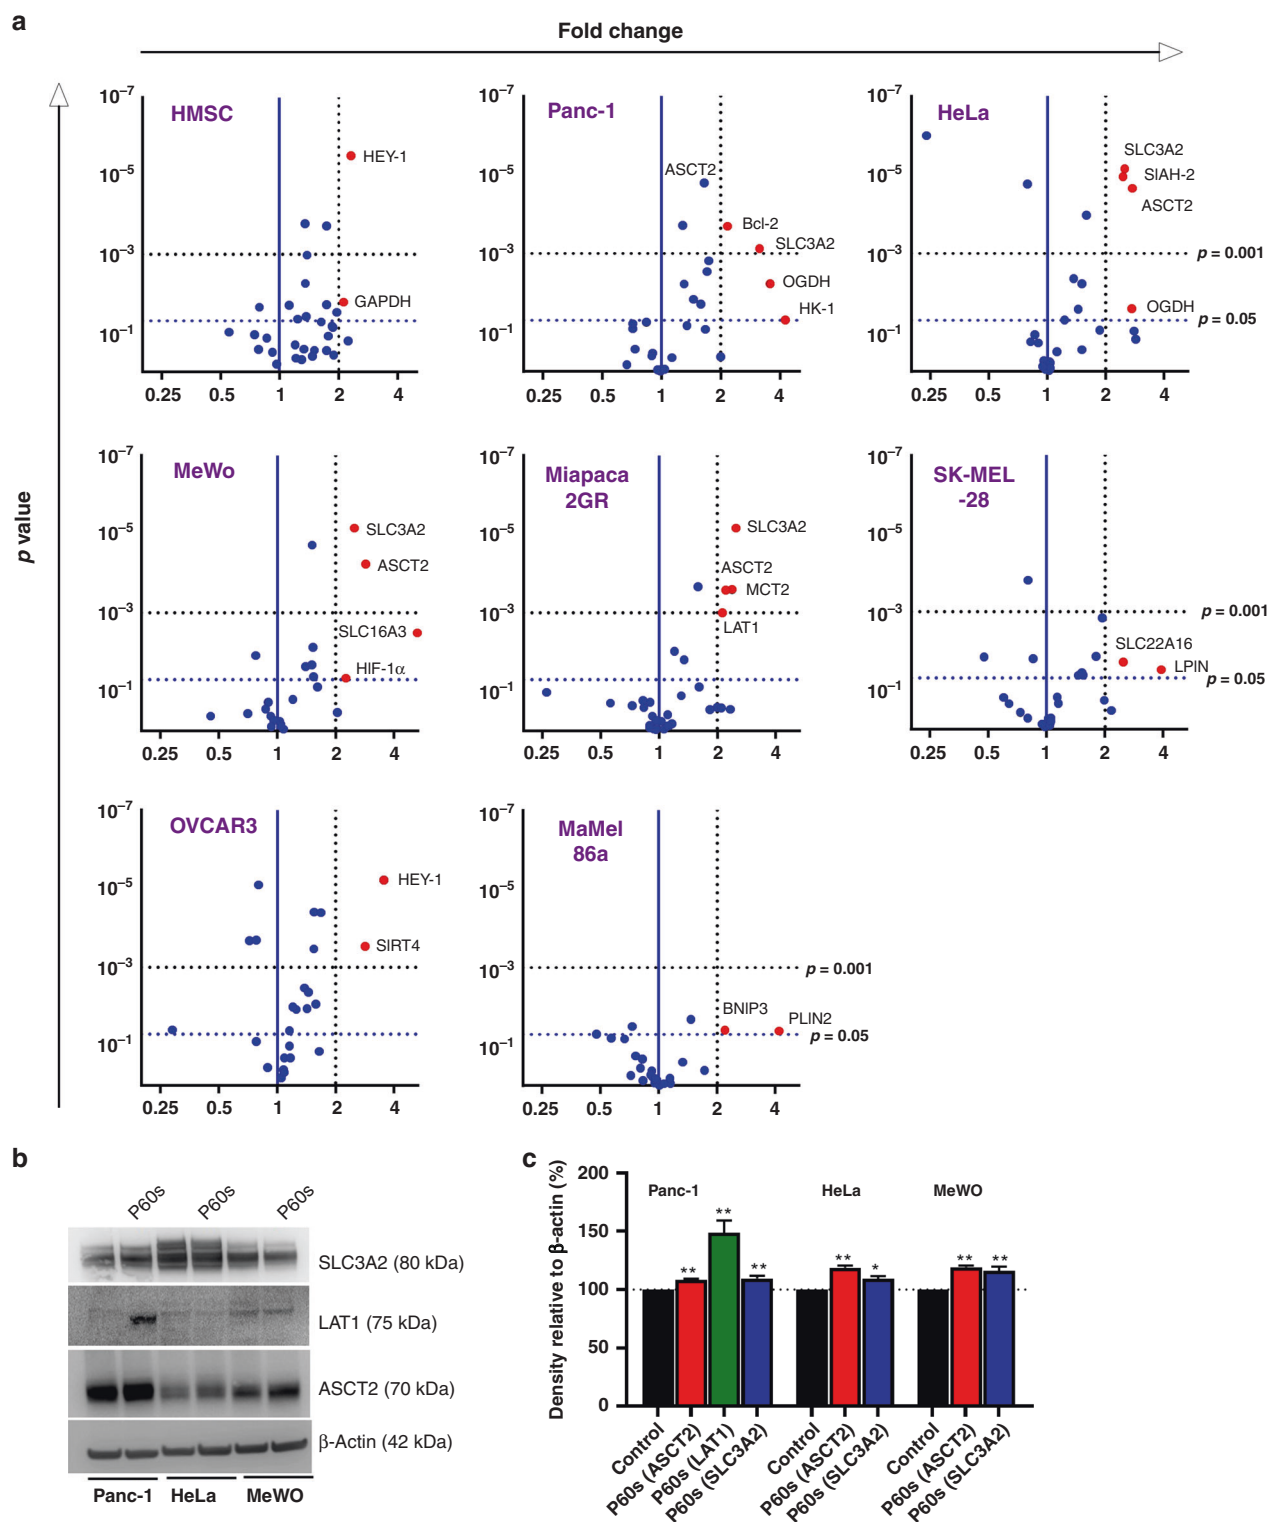 a
Fold change
p value
HMSC
10–7
10–5
10–3
10–1
HEY-1
GAPDH
0.25 0.5 1 2 4
Panc-1
10–7
10–5
10–3
10–1
ASCT2
Bcl-2
SLC3A2
OGDH
HK-1
0.25 0.5 1 2 4
HeLa
10–7
10–5
10–3
10–1
SLC3A2
SIAH-2
ASCT2
OGDH
p = 0.001
p = 0.05
0.25 0.5 1 2 4
MeWo
10–7
10–5
10–3
10–1
SLC3A2
ASCT2
SLC16A3
HIF-1α
0.25 0.5 1 2 4
Miapaca
2GR
10–7
10–5
10–3
10–1
SLC3A2
ASCT2
MCT2
LAT1
0.25 0.5 1 2 4
SK-MEL
-28
10–7
10–5
10–3
10–1
SLC22A16
LPIN
p = 0.001
p = 0.05
0.25 0.5 1 2 4
OVCAR3
10–7
10–5
10–3
10–1
HEY-1
SIRT4
0.25 0.5 1 2 4
MaMel
86a
10–7
10–5
10–3
10–1
BNIP3
PLIN2
p = 0.001
p = 0.05
0.25 0.5 1 2 4
b
P60s P60s P60s
SLC3A2 (80 kDa)
LAT1 (75 kDa)
ASCT2 (70 kDa)
β-Actin (42 kDa)
Panc-1 HeLa MeWO
c
Density relative to β-actin (%)
200
150
100
50
0
Panc-1 HeLa MeWO
** ** ** ** * ** **
Control
P60s (ASCT2)
P60s (LAT1)
P60s (SLC3A2)
Control
P60s (ASCT2)
P60s (SLC3A2)
Control
P60s (ASCT2)
P60s (SLC3A2)